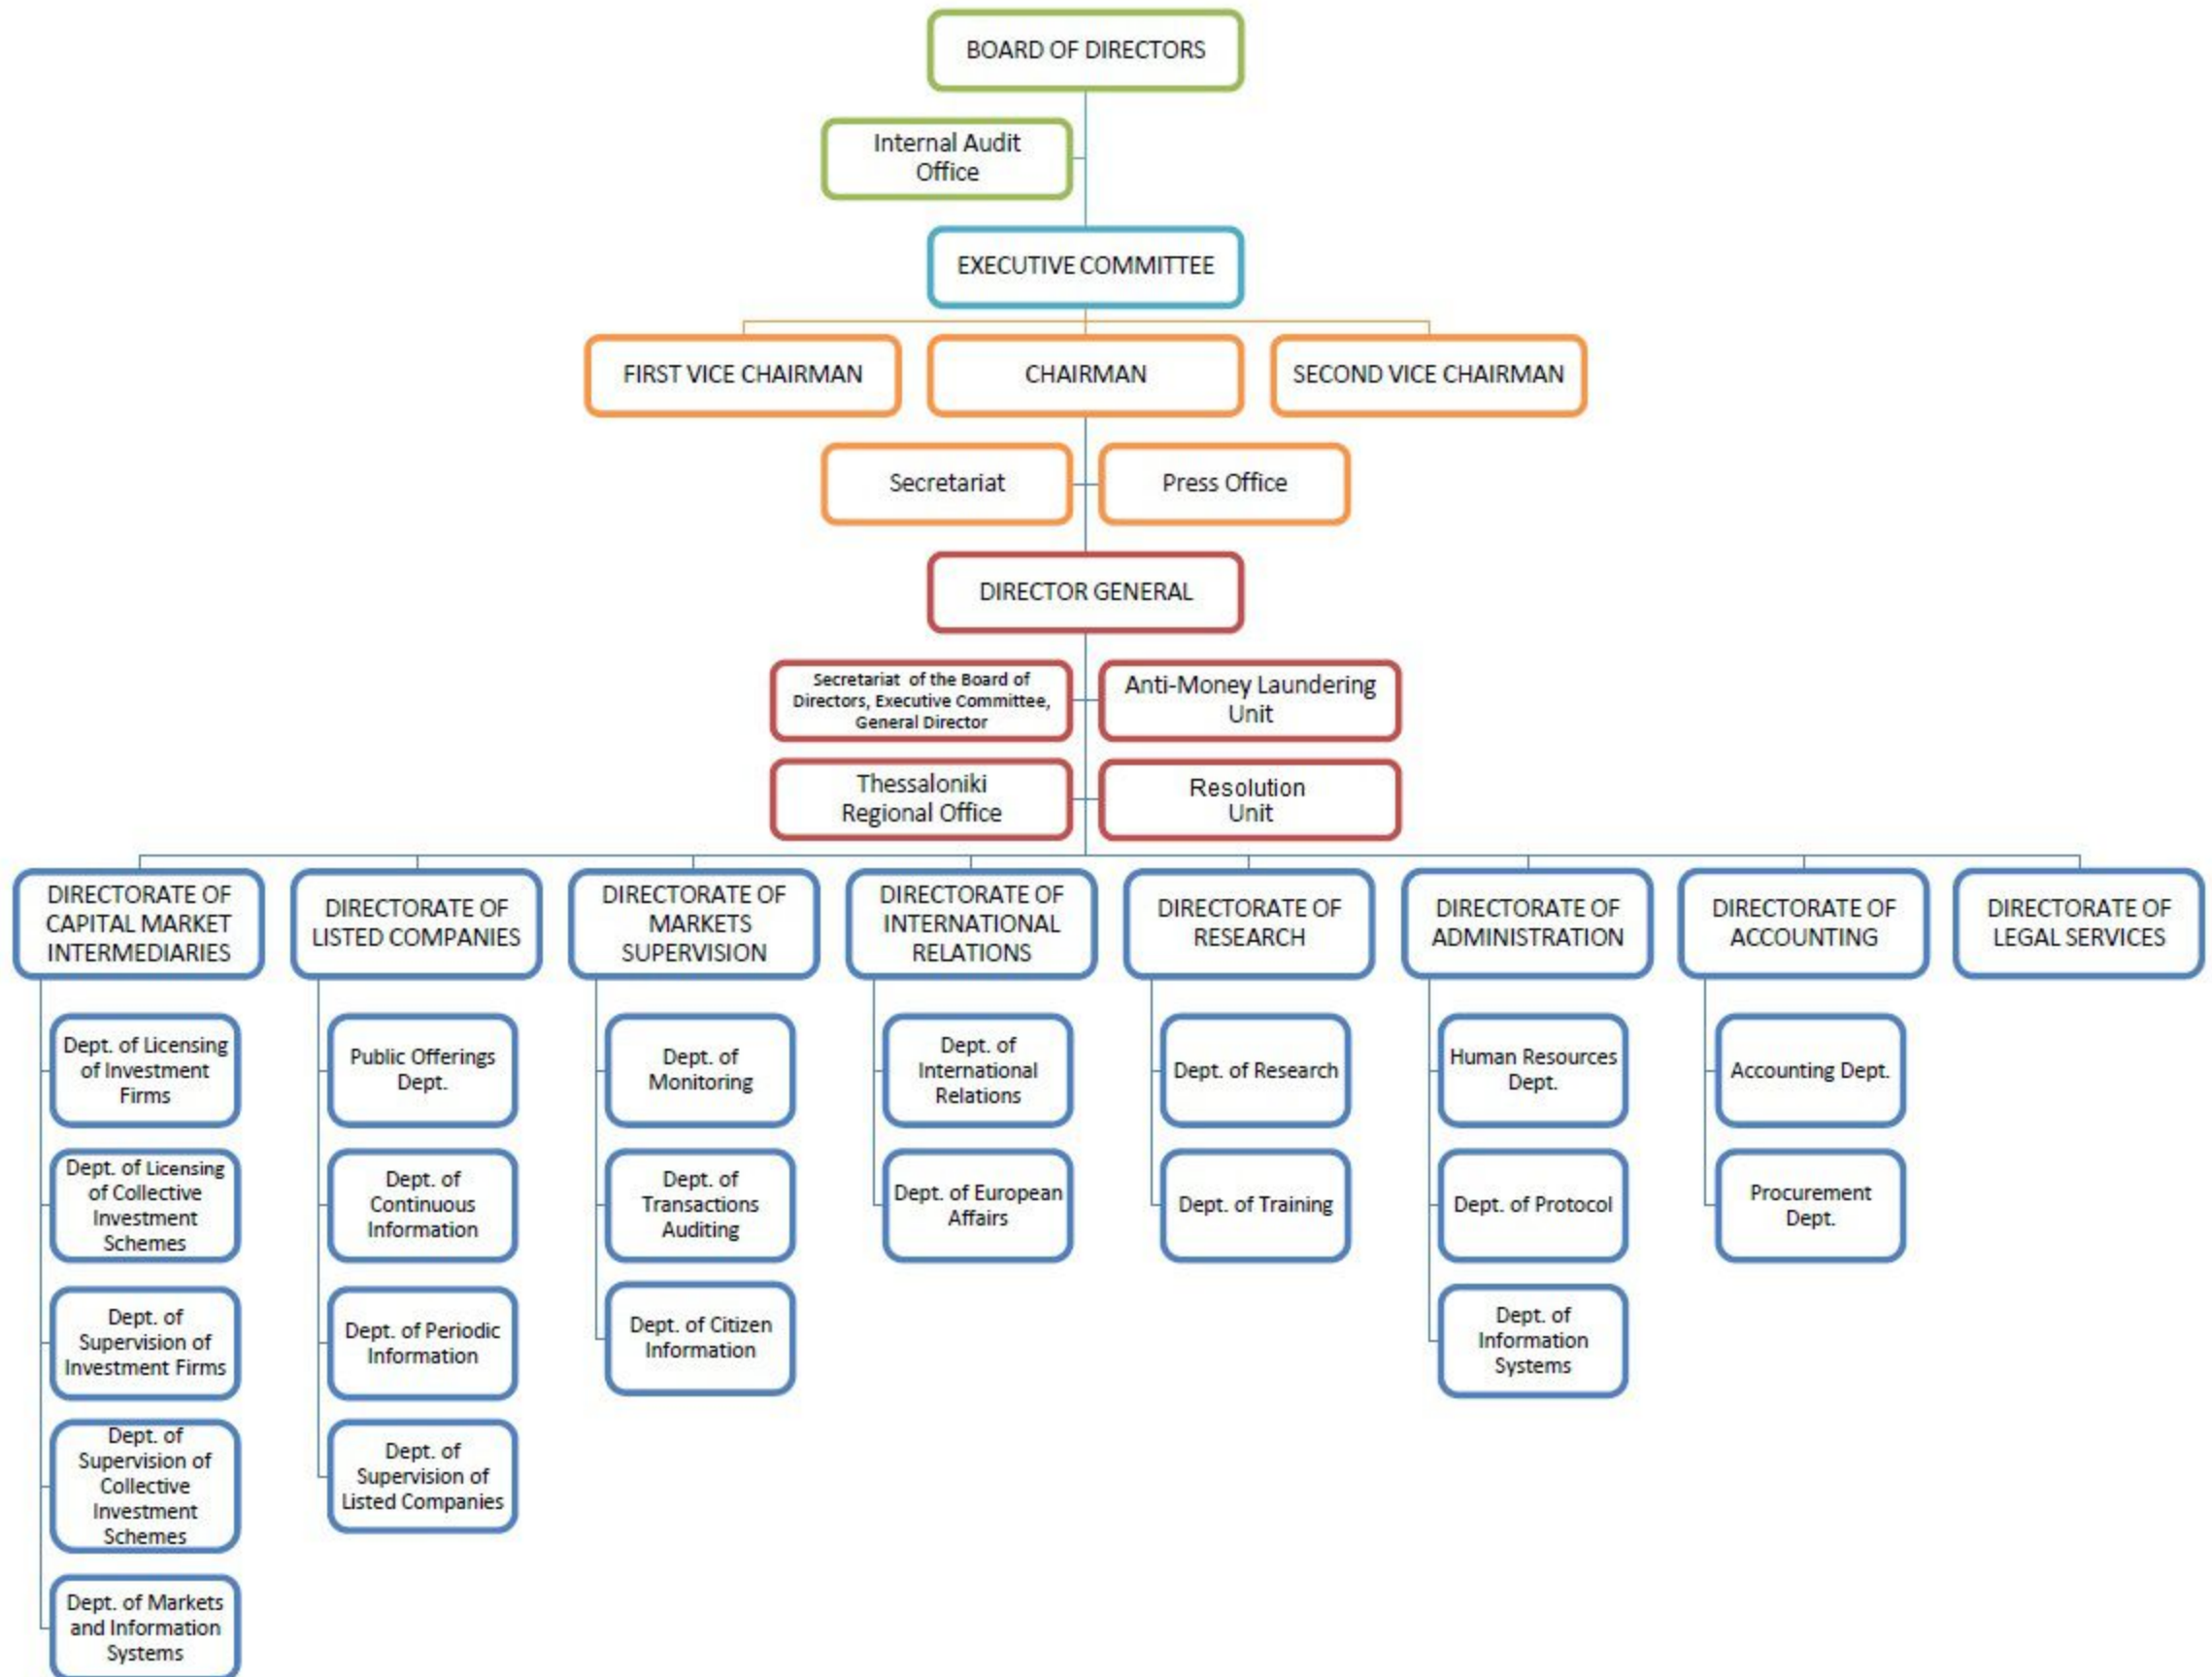 BOARD OF DIRECTORS
Internal Audit
Office
EXECUTIVE COMMITTEE
FIRST VICE CHAIRMAN
CHAIRMAN
SECOND VICE CHAIRMAN
Secretariat
Press Office
DIRECTOR GENERAL
Secretariat of the Board of
Directors, Executive Committee,
General Director
Anti-Money Laundering
Unit
Thessaloniki
Regional Office
Resolution
Unit
DIRECTORATE OF
CAPITAL MARKET
INTERMEDIARIES
DIRECTORATE OF
LISTED COMPANIES
DIRECTORATE OF
MARKETS
SUPERVISION
DIRECTORATE OF
INTERNATIONAL
RELATIONS
DIRECTORATE OF
RESEARCH
DIRECTORATE OF
ADMINISTRATION
DIRECTORATE OF
ACCOUNTING
DIRECTORATE OF
LEGAL SERVICES
Dept. of Licensing
of Investment
Firms
Public Offerings
Dept.
Dept. of
Monitoring
Dept. of
International
Relations
Dept. of Research
Human Resources
Dept.
Accounting Dept.
Dept. of Licensing
of Collective
Investment
Schemes
Dept. of
Continuous
Information
Dept. of
Transactions
Auditing
Dept. of European
Affairs
Dept. of Training
Dept. of Protocol
Procurement
Dept.
Dept. of
Supervision of
Investment Firms
Dept. of Periodic
Information
Dept. of Citizen
Information
Dept. of
Information
Systems
Dept. of
Supervision of
Collective
Investment
Schemes
Dept. of
Supervision of
Listed Companies
Dept. of Markets
and Information
Systems